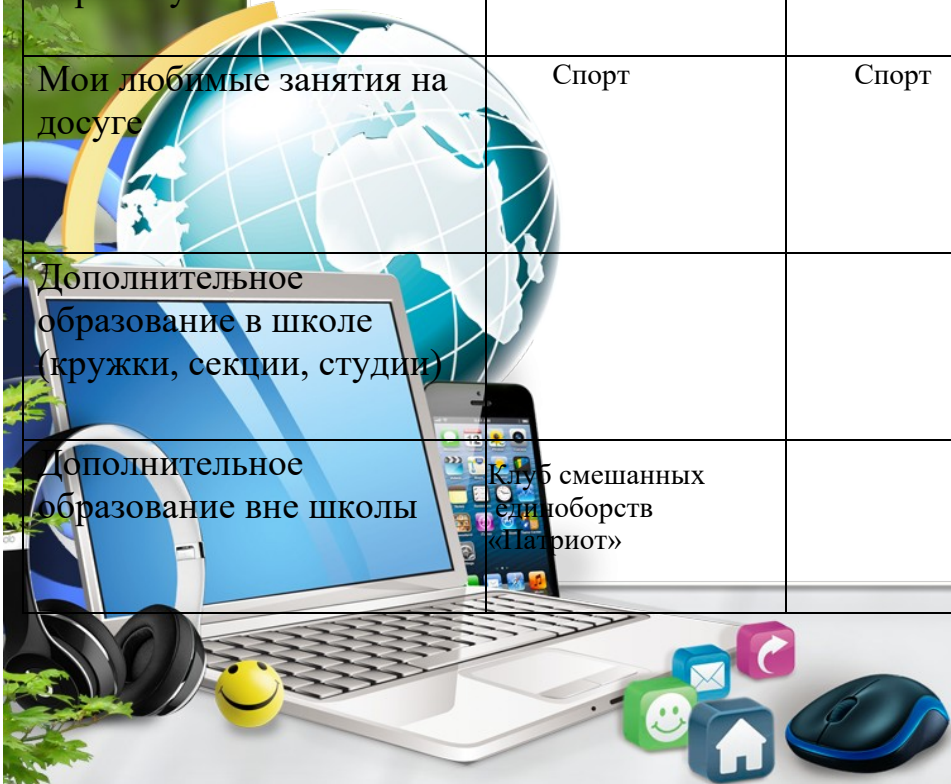 Мои любимые занятия на
досуге
Спорт
Спорт
Дополнительное
образование в школе
(кружки, секции, студии)
Дополнительное
образование вне школы
Клуб смешанных
единоборств
«Патриот»